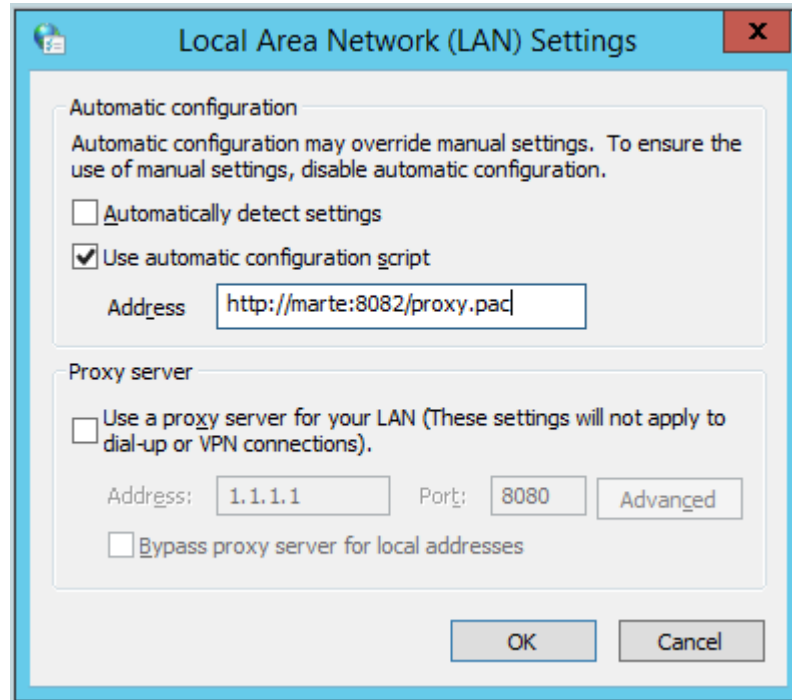 Local Area Network (LAN) Settings
x
Automatic configuration
Automatic configuration may override manual settings. To ensure the
use of manual settings, disable automatic configuration.
Automatically detect settings
Use automatic configuration script
Address http://marte:8082/proxy.pac
Proxy server
Use a proxy server for your LAN (These settings will not apply to
dial-up or VPN connections).
Address: 1.1.1.1 Port: 8080 Advanced
Bypass proxy server for local addresses
OK Cancel